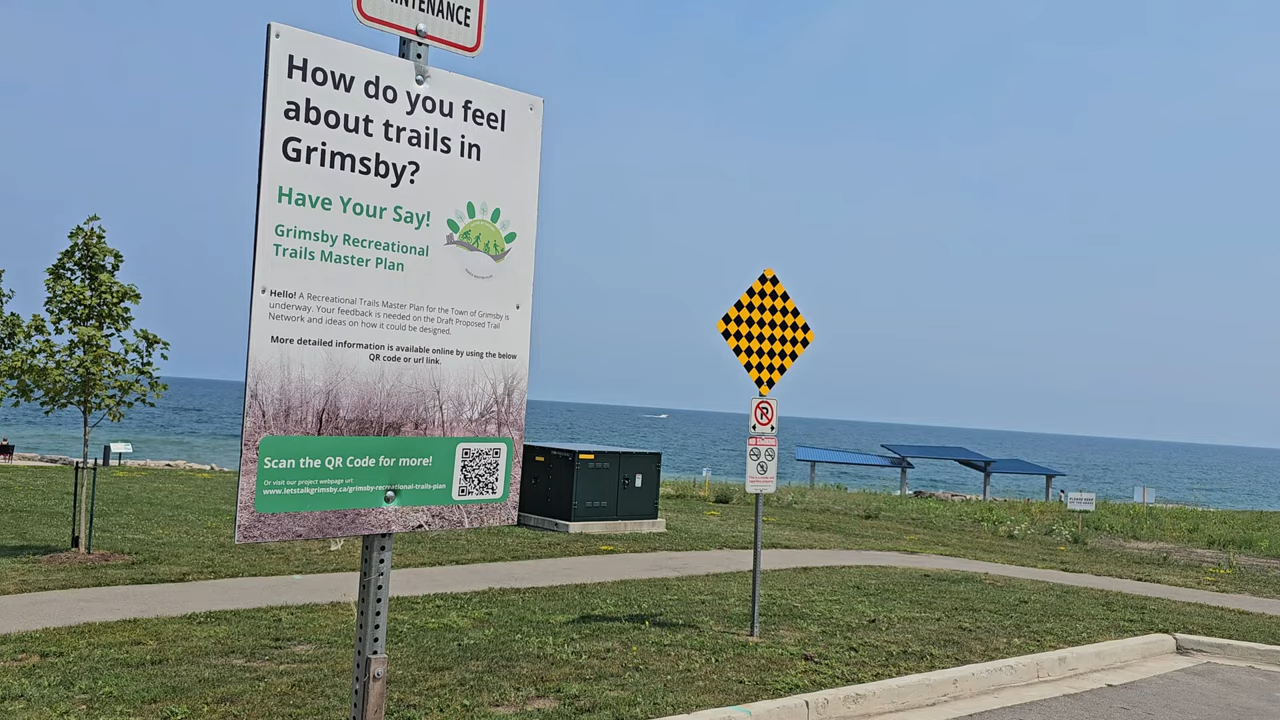 INTENANCE
How do you feel
about trails in
Grimsby?
Have Your Say!
Grimsby Recreational
Trails Master Plan
Hello! A Recreational Trails Master Plan for the Town of Grimsby is
underway. Your feedback is needed on the Draft Proposed Trail
Network and ideas on how it could be designed.
More detailed information is available online by using the below
QR code or url link.
Scan the QR Code for more!
Or visit our project webpage url:
www.letstalkgrimsby.ca/grimsby-recreational-trails-plan
P